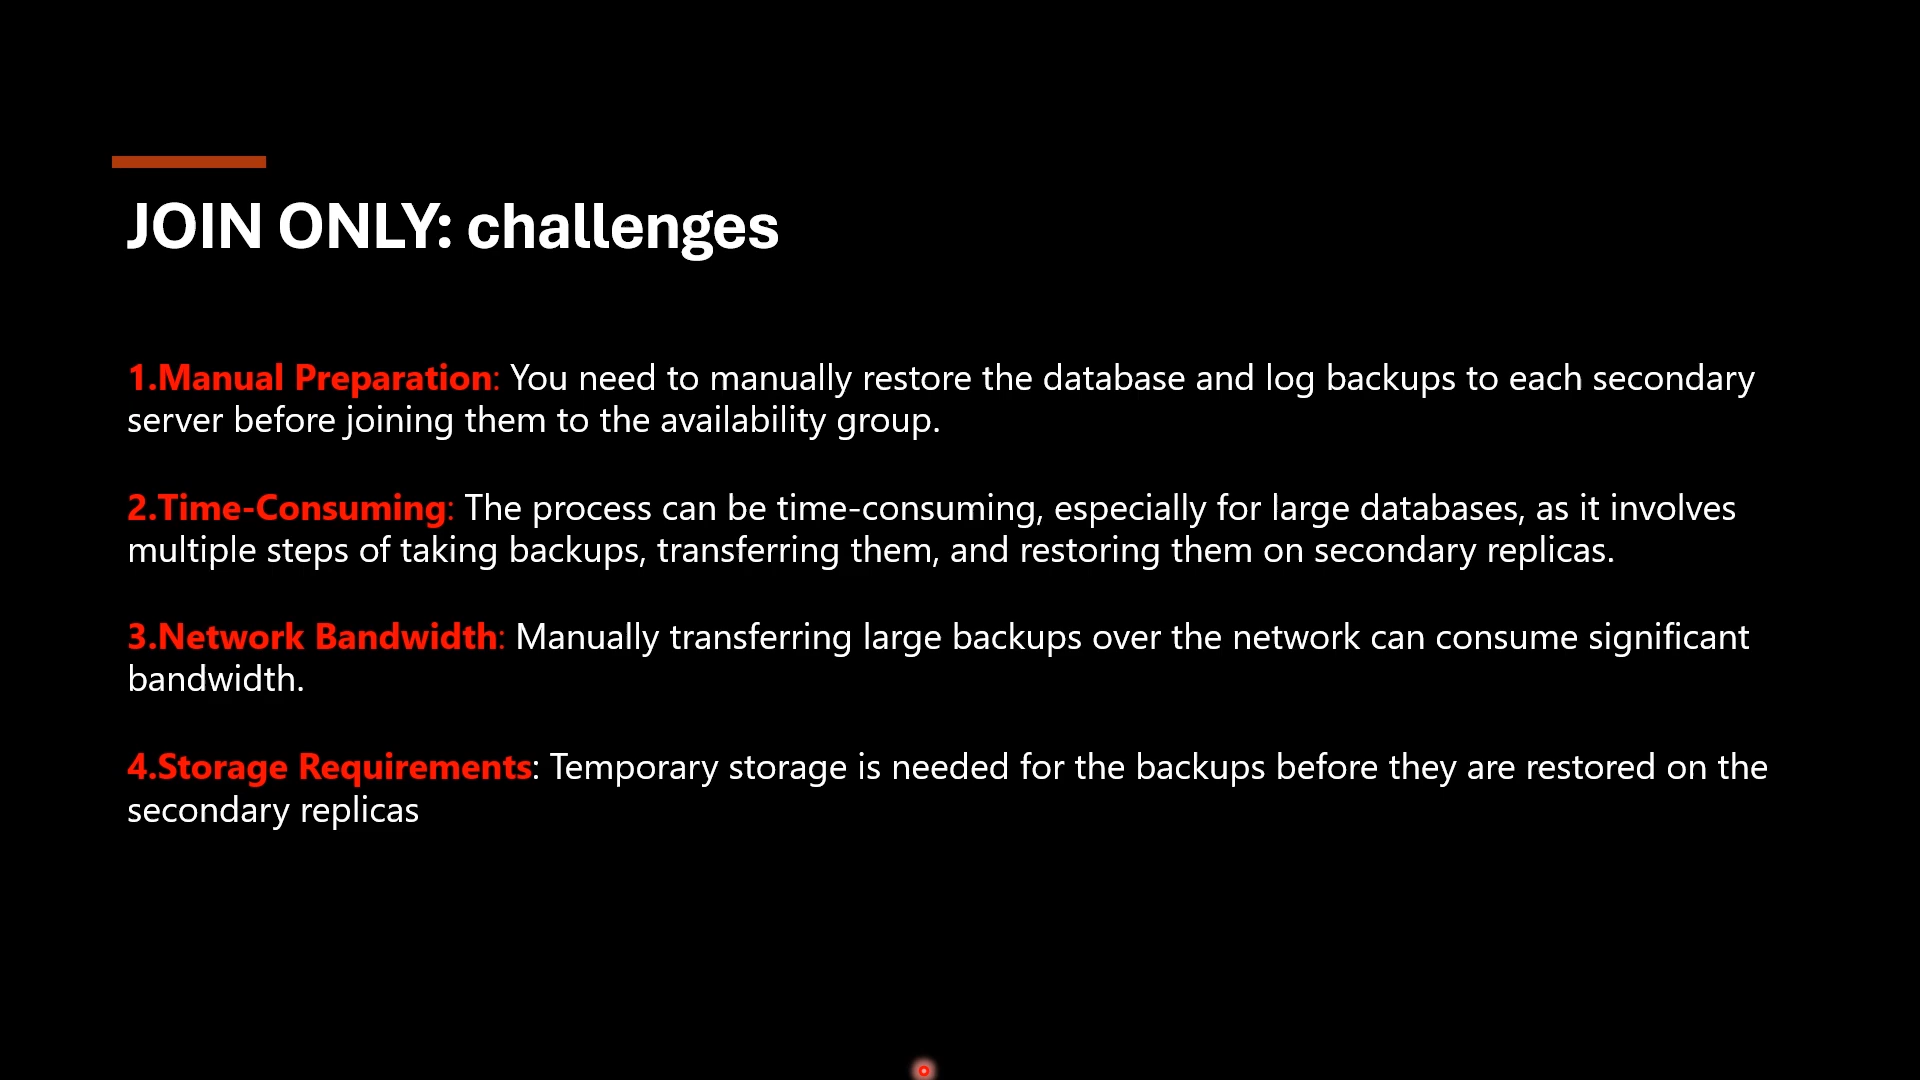 JOIN ONLY: challenges
1.Manual Preparation: You need to manually restore the database and log backups to each secondary
server before joining them to the availability group.
2.Time-Consuming: The process can be time-consuming, especially for large databases, as it involves
multiple steps of taking backups, transferring them, and restoring them on secondary replicas.
3.Network Bandwidth: Manually transferring large backups over the network can consume significant
bandwidth.
4.Storage Requirements: Temporary storage is needed for the backups before they are restored on the
secondary replicas